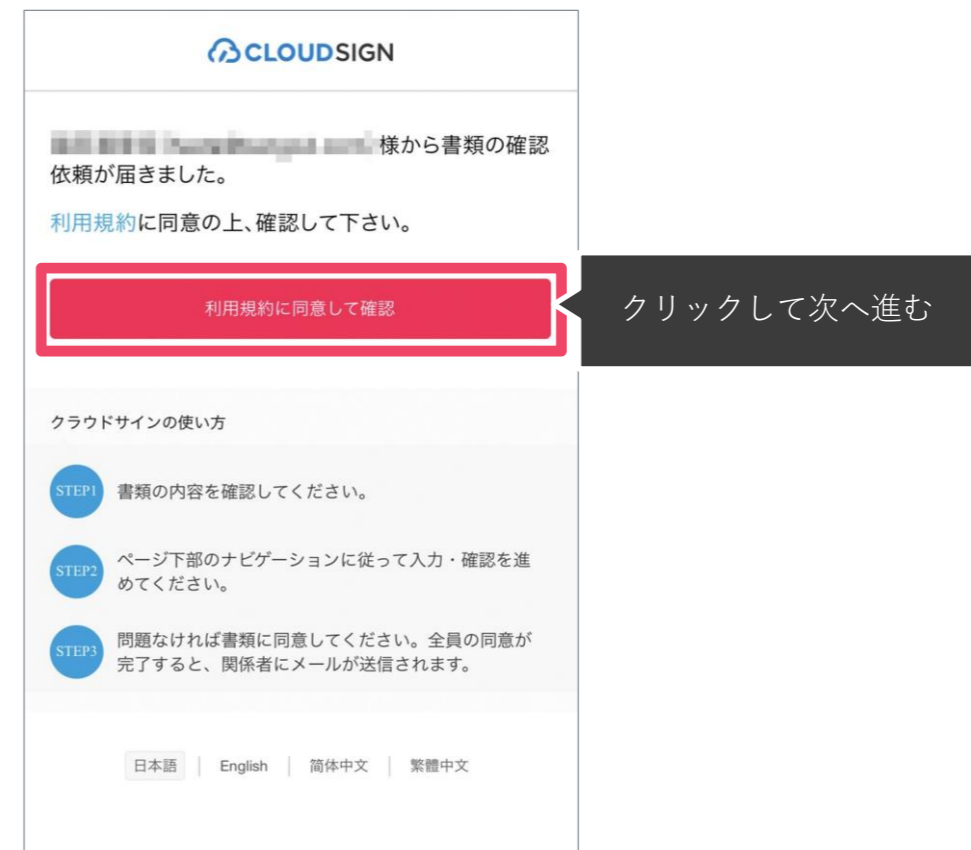 CLOUDSIGN
様から書類の確認
依頼が届きました。
利用規約に同意の上、確認して下さい。
利用規約に同意して確認
クリックして次へ進む
クラウドサインの使い方
STEP1 書類の内容を確認してください。
STEP2 ページ下部のナビゲーションに従って入力・確認を進
めてください。
STEP3 問題なければ書類に同意してください。全員の同意が
完了すると、関係者にメールが送信されます。
日本語 | English | 简体中文 | 繁體中文